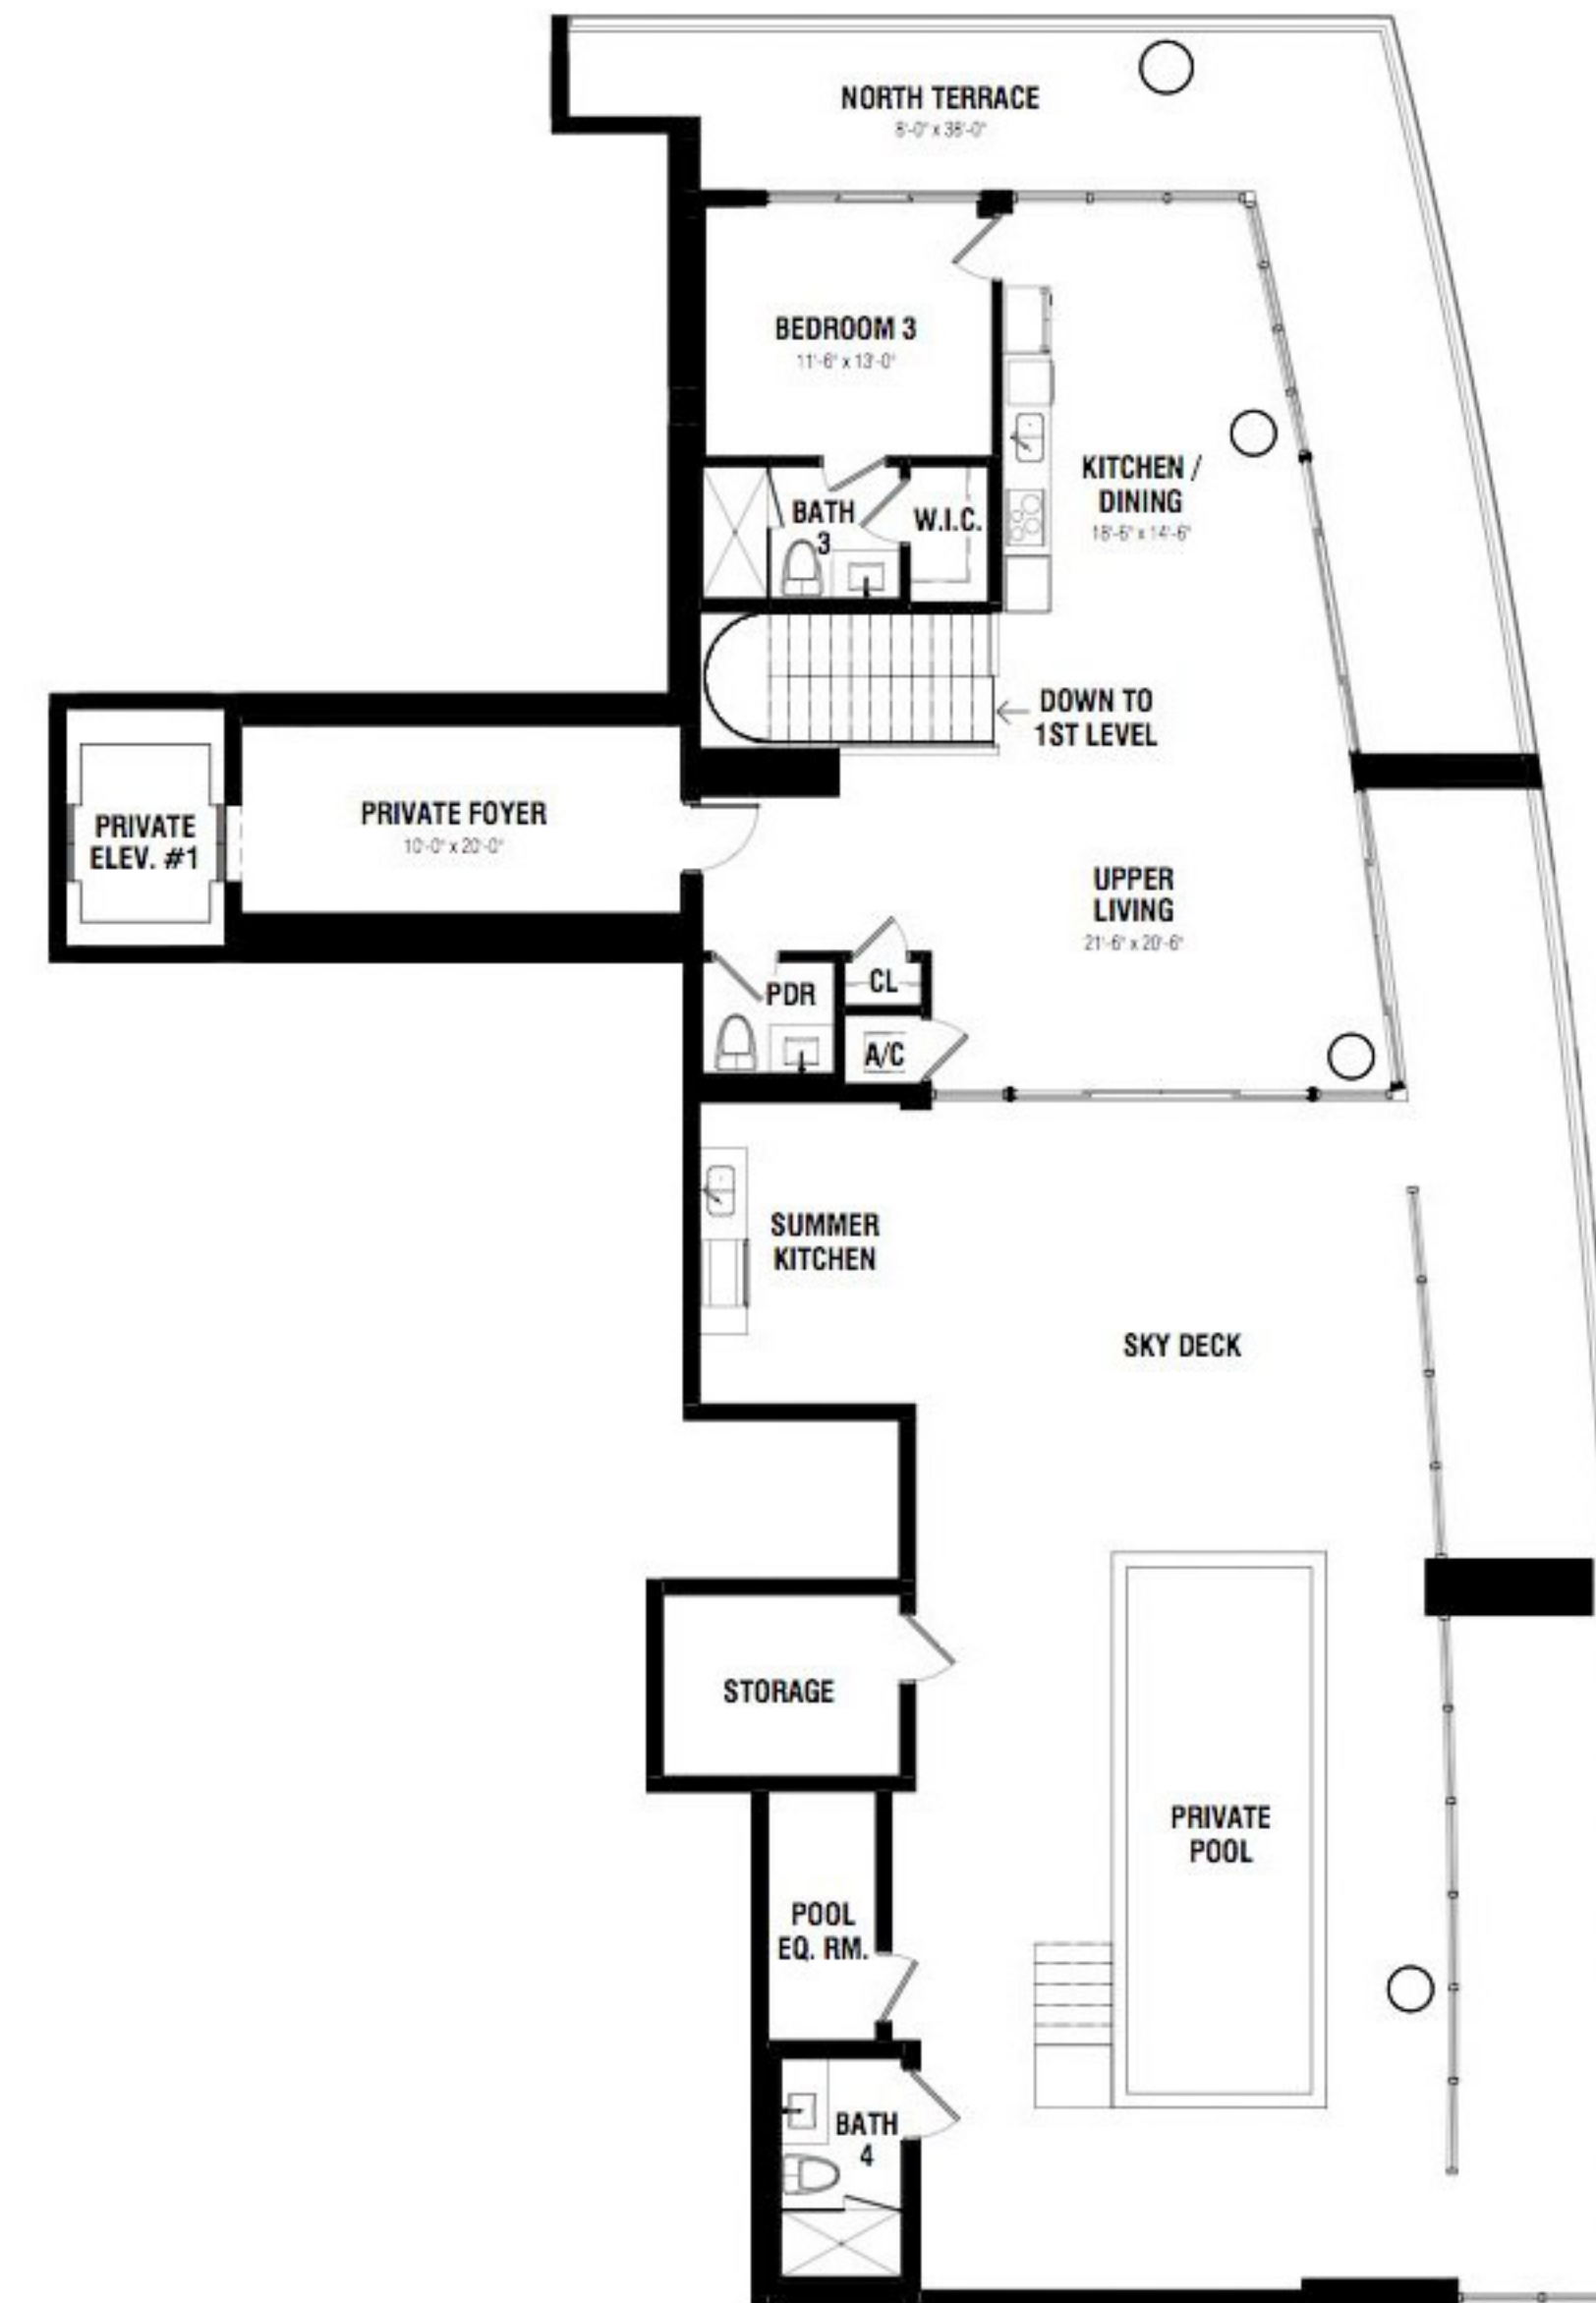 NORTH TERRACE
8'-0" x 38'-0"
BEDROOM 3
11'-6" x 13'-0"
KITCHEN /
DINING
18'-6" x 14'-6"
BATH
3
W.I.C.
DOWN TO
1ST LEVEL
PRIVATE
ELEV. #1
PRIVATE FOYER
10'-0" x 20'-0"
UPPER
LIVING
21'-6" x 20'-6"
PDR
CL
A/C
SUMMER
KITCHEN
SKY DECK
STORAGE
PRIVATE
POOL
POOL
EQ. RM.
BATH
4